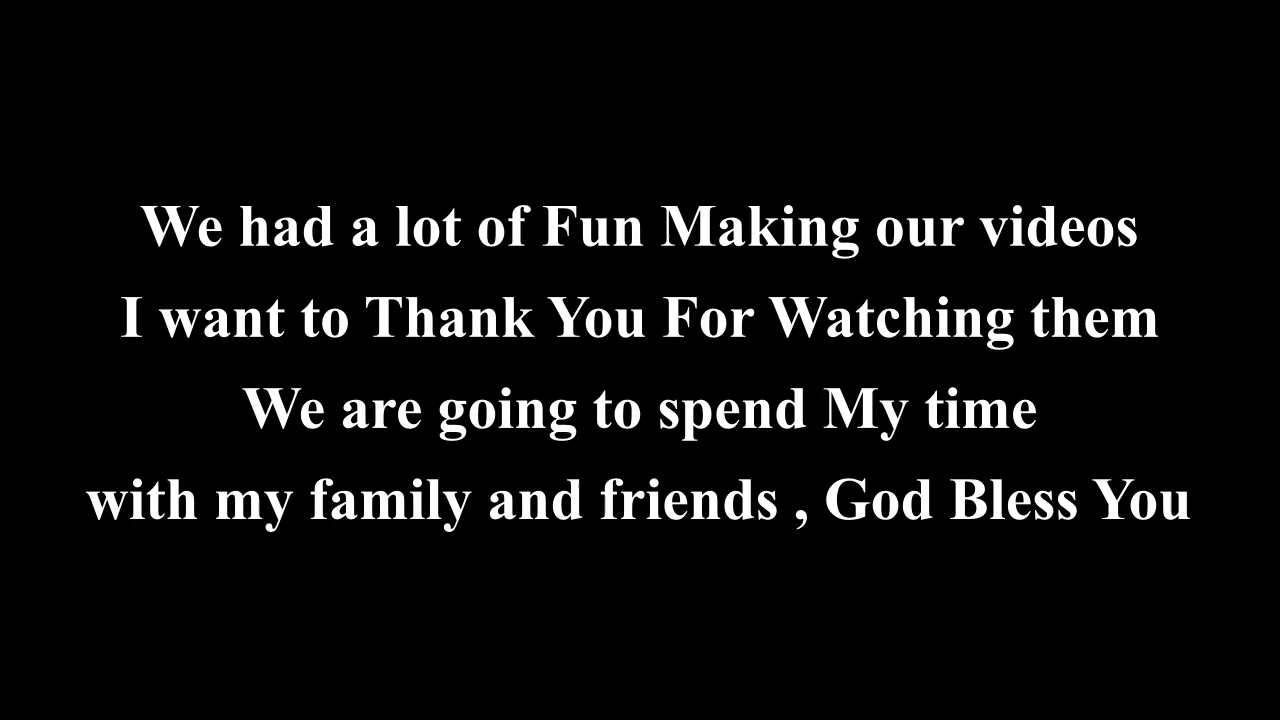 We had a lot of Fun Making our videos
I want to Thank You For Watching them
We are going to spend My time
with my family and friends , God Bless You